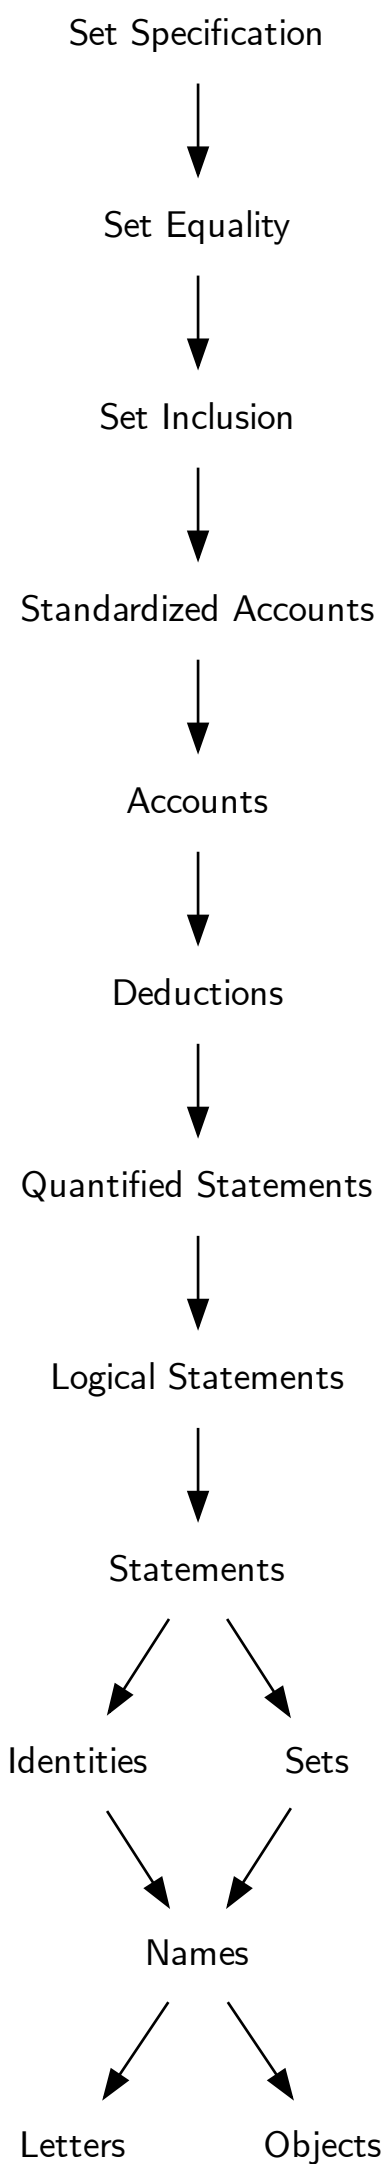 Set Specification
Set Equality
Set Inclusion
Standardized Accounts
Accounts
Deductions
Quantified Statements
Logical Statements
Statements
Identities Sets
Names
Letters Objects